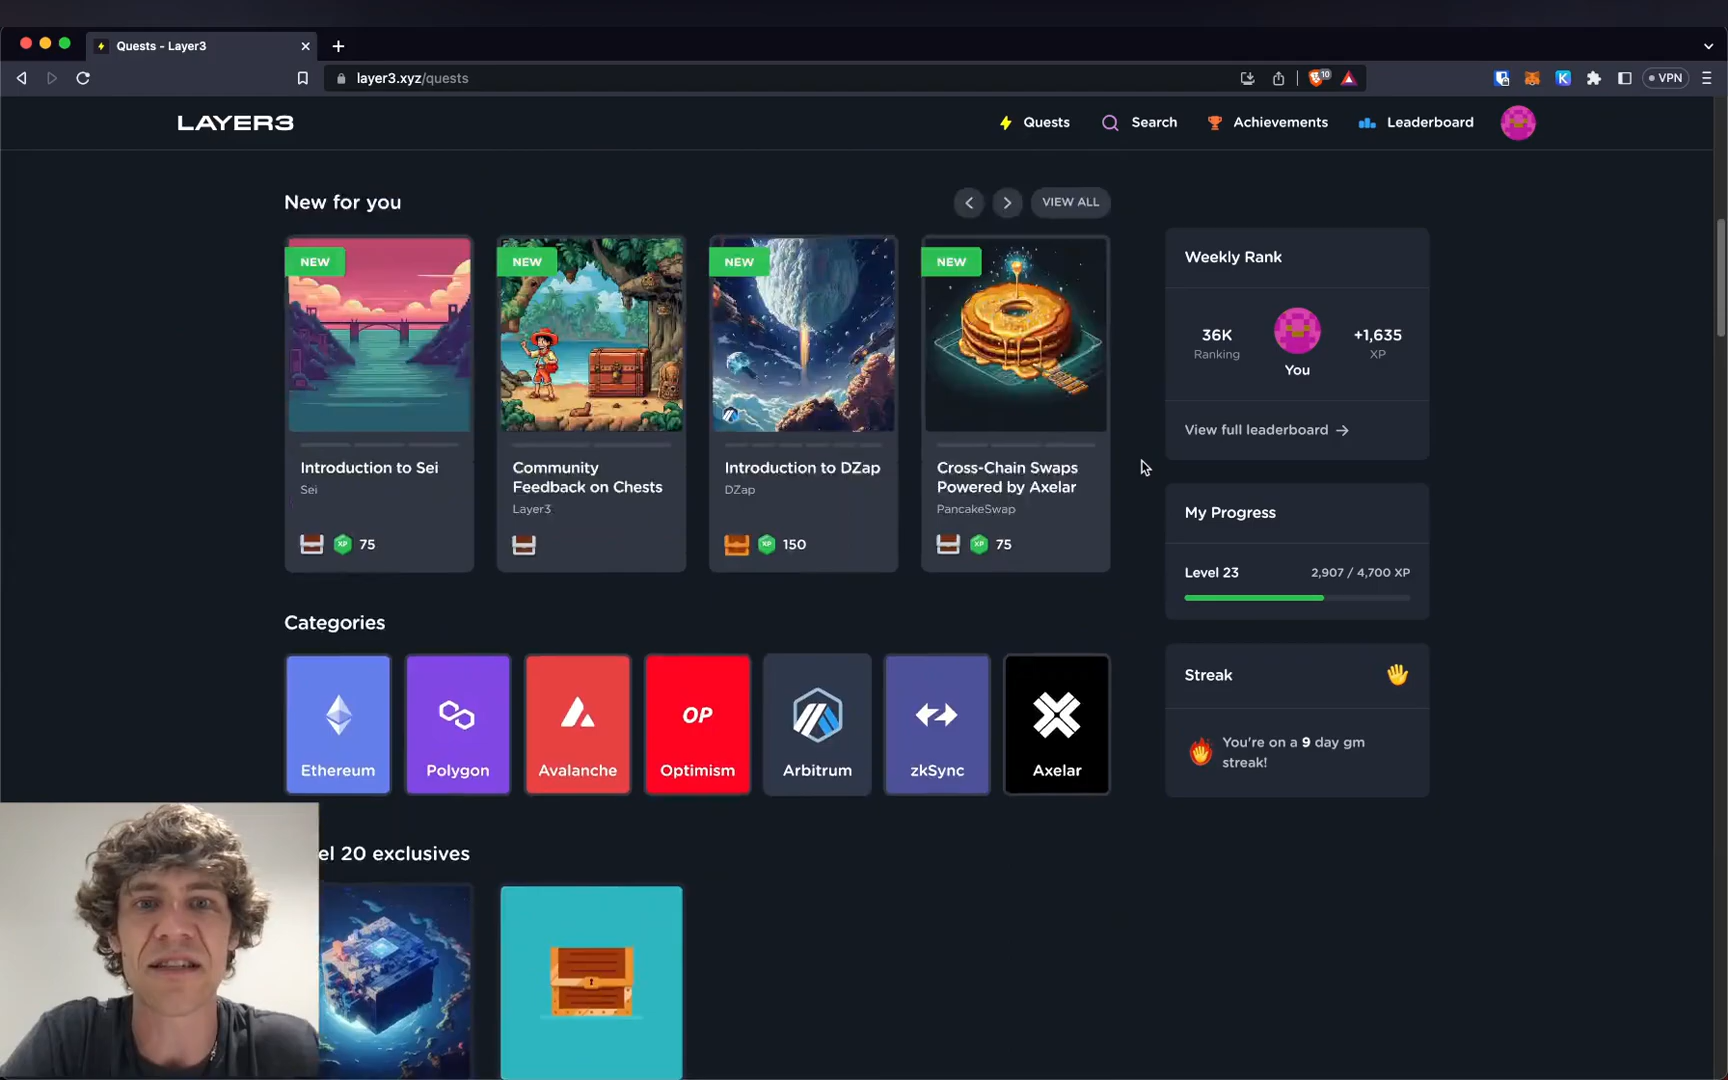 Quests - Layer3
layer3.xyz/quests
10
VPN
LAYER3
Quests
Search
Achievements
Leaderboard
New for you
VIEW ALL
NEW
NEW
NEW
NEW
Introduction to Sei
Sei
XP 75
Community
Feedback on Chests
Layer3
Introduction to DZap
DZap
XP 150
Cross-Chain Swaps
Powered by Axelar
PancakeSwap
XP 75
Weekly Rank
36K
Ranking
You
+1,635
XP
View full leaderboard →
My Progress
Level 23
2,907 / 4,700 XP
Streak
You're on a 9 day gm
streak!
Categories
Ethereum
Polygon
OP
Avalanche
Optimism
Arbitrum
zkSync
Axelar
el 20 exclusives